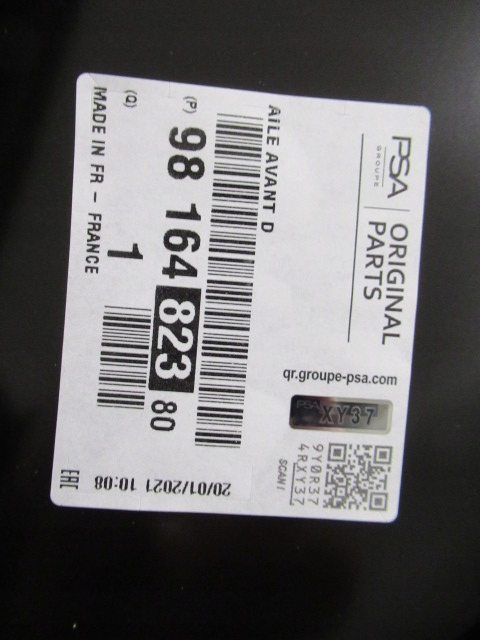 PSA
GROUPE
ORIGINAL
PARTS
qr.groupe-psa.com
PSA XY37
9Y0R37
4RXY37
SCAN !
AiLE AVANT D
(P)
98 164 823 80
(Q)
1
MADE IN FR - FRANCE
20/01/2021 10:08
EAC